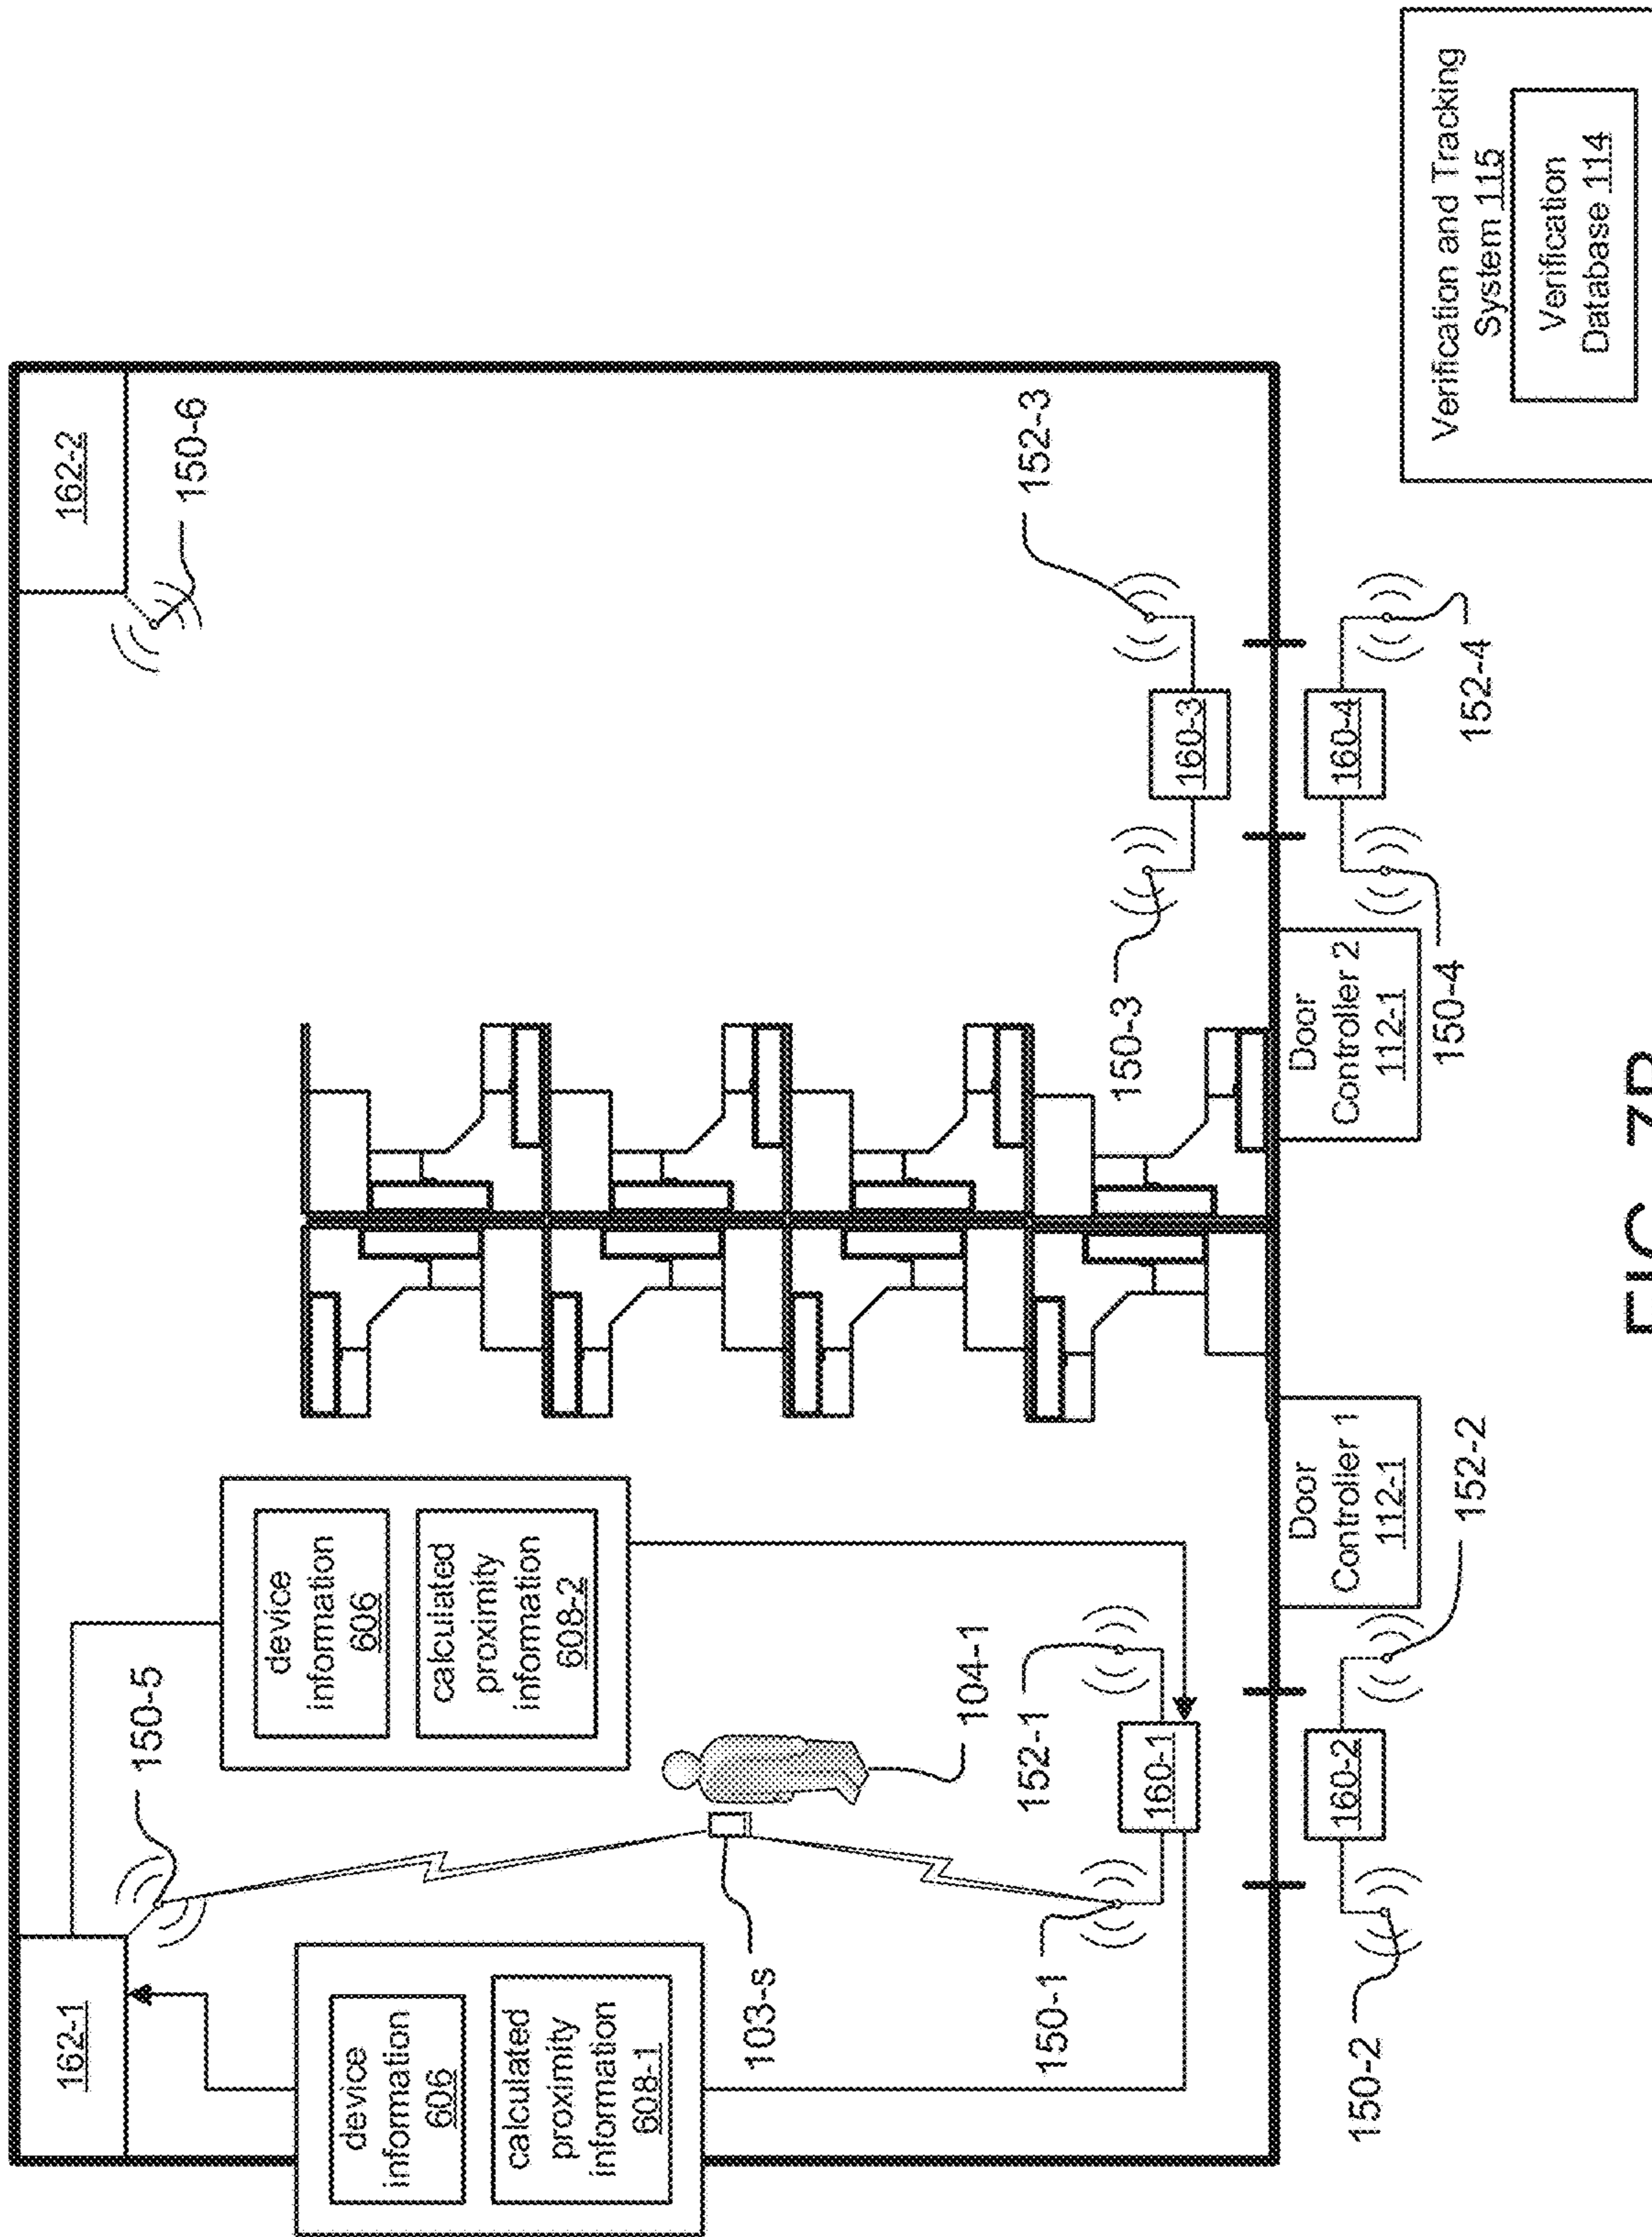 162-1
150-5
162-2
150-6
device
information
606
calculated
proximity
information
608-2
device
information
606
calculated
proximity
information
608-1
103-s
104-1
150-1
152-1
160-1
150-3
152-3
160-3
150-2
160-2
152-2
Door
Controller 1
112-1
Door
Controller 2
112-1
150-4
160-4
152-4
Verification and Tracking
System 115
Verification
Database 114
FIG. 7B